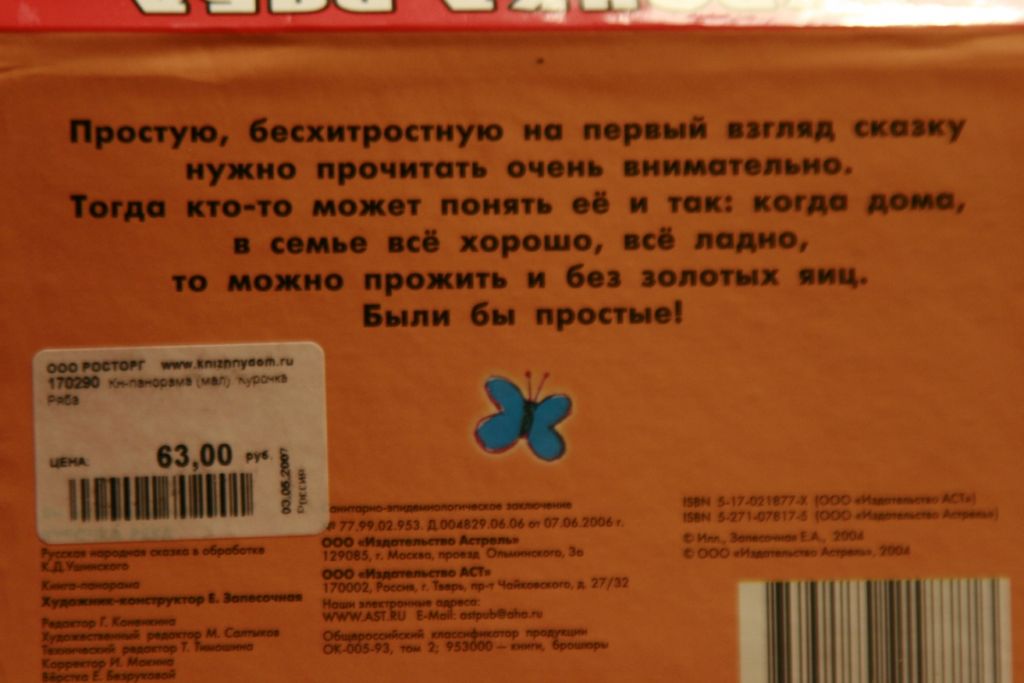 Простую, бесхитростную на первый взгляд сказку
нужно прочитать очень внимательно.
Тогда кто-то может понять её и так: когда дома,
в семье всё хорошо, всё ладно,
то можно прожить и без золотых яиц.
Были бы простые!
ООО РОСТОРГ www.kniznnydom.ru
170290 Кн-панорама (мал) Курочка
Ряба
ЦЕНА: 63,00 руб.
03.05.2007
Россия
Русская народная сказка в обработке
К.Д.Ушинского
Книга-панорама
Художник-конструктор Е. Запесочная
Редактор Г. Коненкина
Художественный редактор М. Салтыков
Технический редактор Т. Тимошина
Корректор И. Мокина
Вёрстка Е. Безруковой
санитарно-эпидемиологическое заключение
№ 77.99.02.953. Д.004829.06.06 от 07.06.2006 г.
ООО «Издательство Астрель»
129085, г. Москва, проезд Ольминского, 3а
ООО «Издательство АСТ»
170002, Россия, г. Тверь, пр-т Чайковского, д. 27/32
Наши электронные адреса:
WWW.AST.RU E-Mail: astpub@aha.ru
Общероссийский классификатор продукции
ОК-005-93, том 2; 953000 — книги, брошюры
ISBN 5-17-021877-X (ООО «Издательство АСТ»)
ISBN 5-271-07817-5 (ООО «Издательство Астрель»)
© Илл., Запесочная Е.А., 2004
© ООО «Издательство Астрель», 2004